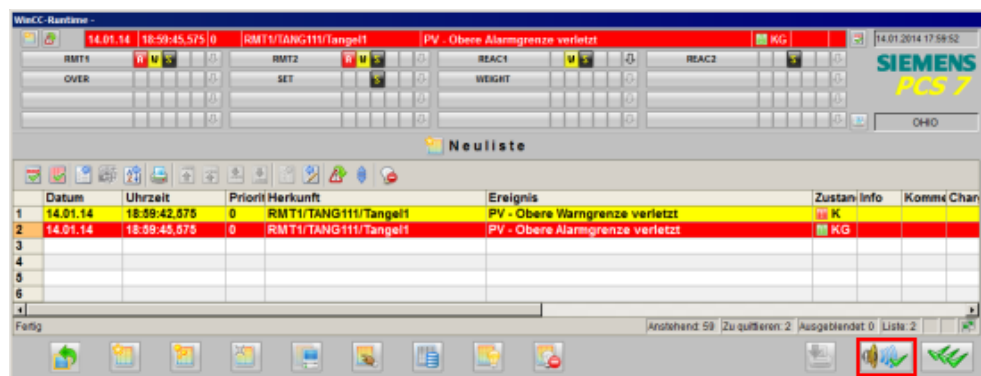 WinCC-Runtime -
14.01.14 18:59:45,575 0 RMT1/TANG111/Tangel1 PV - Obere Alarmgrenze verletzt KG 14.01.2014 17:59:52
RMT1 A W S RMT2 A W S REAC1 W S REAC2 S
OVER SET S WEIGHT
SIEMENS
PCS 7
OHIO
Neuliste
Datum Uhrzeit Priorit Herkunft Ereignis Zustan Info Komme Char
1 14.01.14 18:59:42,575 0 RMT1/TANG111/Tangel1 PV - Obere Warngrenze verletzt K
2 14.01.14 18:59:45,575 0 RMT1/TANG111/Tangel1 PV - Obere Alarmgrenze verletzt KG
3
4
5
6
Fertig Anstehend: 59 Zu quittieren: 2 Ausgeblendet: 0 Liste: 2